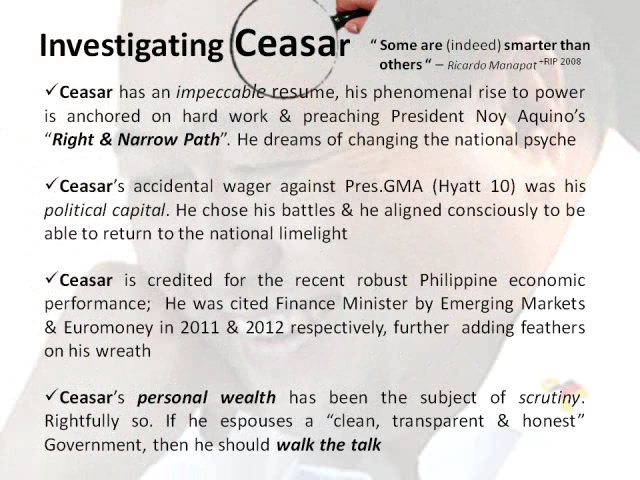 Investigating Ceasar
“ Some are (indeed) smarter than
others “ – Ricardo Manapat +RIP 2008
✓Ceasar has an impeccable resume, his phenomenal rise to power
is anchored on hard work & preaching President Noy Aquino’s
“Right & Narrow Path”. He dreams of changing the national psyche
✓Ceasar’s accidental wager against Pres.GMA (Hyatt 10) was his
political capital. He chose his battles & he aligned consciously to be
able to return to the national limelight
✓Ceasar is credited for the recent robust Philippine economic
performance; He was cited Finance Minister by Emerging Markets
& Euromoney in 2011 & 2012 respectively, further adding feathers
on his wreath
✓Ceasar’s personal wealth has been the subject of scrutiny.
Rightfully so. If he espouses a “clean, transparent & honest”
Government, then he should walk the talk